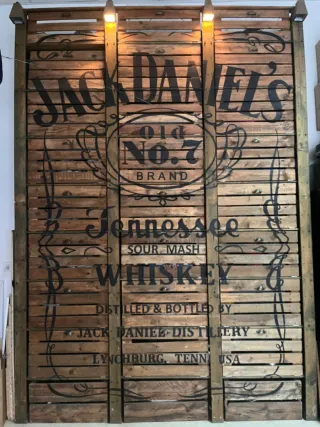 JACK DANIEL'S
Old
No.7
BRAND
Tennessee
SOUR MASH
WHISKEY
DISTILLED & BOTTLED BY
JACK DANIEL DISTILLERY
LYNCHBURG, TENN. USA